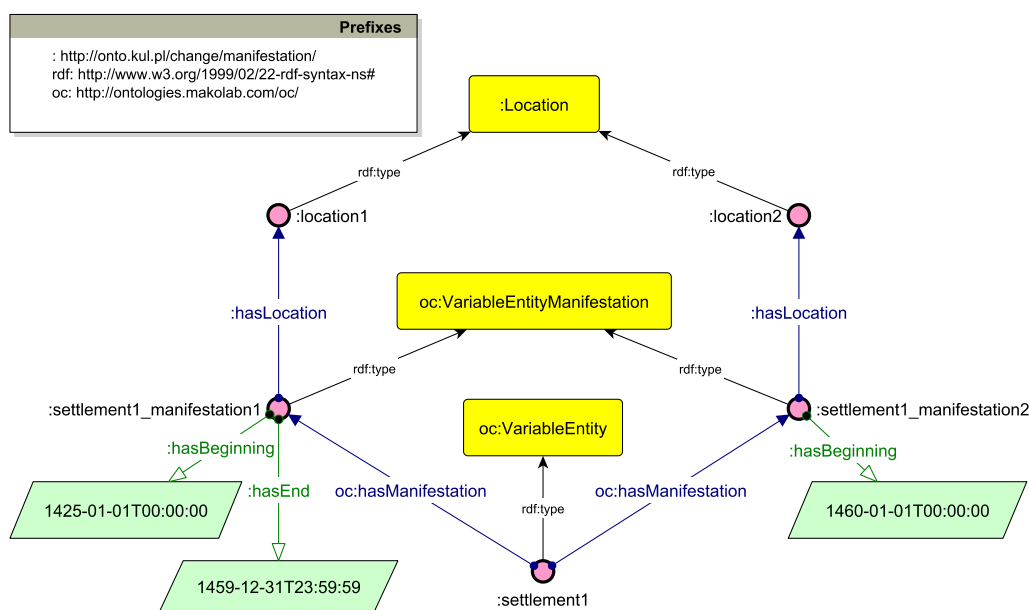 Prefixes
: http://onto.kul.pl/change/manifestation/
rdf: http://www.w3.org/1999/02/22-rdf-syntax-ns#
oc: http://ontologies.makolab.com/oc/
:Location
rdf:type
rdf:type
:location1
:location2
oc:VariableEntityManifestation
:hasLocation
:hasLocation
rdf:type
rdf:type
:settlement1_manifestation1
:settlement1_manifestation2
oc:VariableEntity
:hasBeginning
:hasBeginning
:hasEnd
oc:hasManifestation
oc:hasManifestation
1425-01-01T00:00:00
rdf:type
1460-01-01T00:00:00
1459-12-31T23:59:59
:settlement1